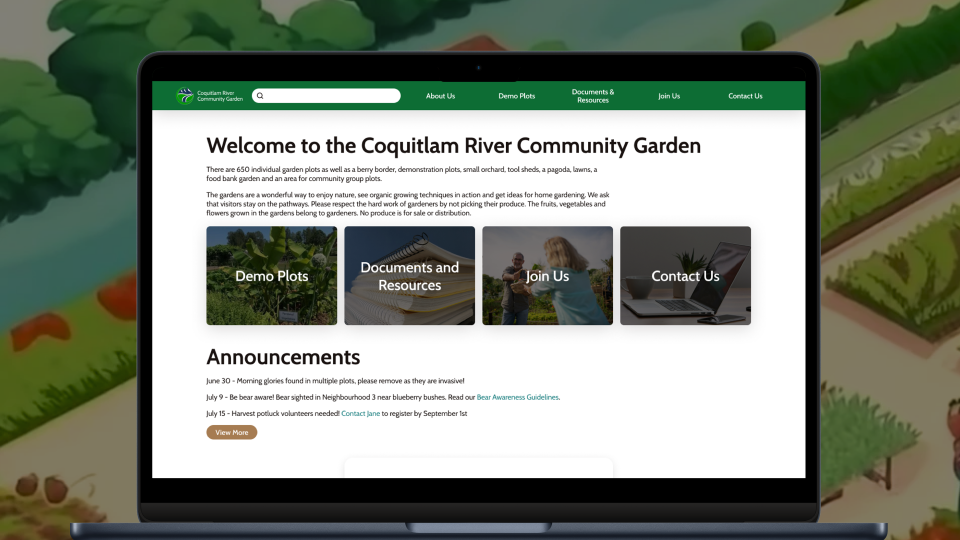 Coquitlam River
Community Garden
About Us
Demo Plots
Documents &
Resources
Join Us
Contact Us
Welcome to the Coquitlam River Community Garden
There are 650 individual garden plots as well as a berry border, demonstration plots, small orchard, tool sheds, a pagoda, lawns, a
food bank garden and an area for community group plots.
The gardens are a wonderful way to enjoy nature, see organic growing techniques in action and get ideas for home gardening. We ask
that visitors stay on the pathways. Please respect the hard work of gardeners by not picking their produce. The fruits, vegetables and
flowers grown in the gardens belong to gardeners. No produce is for sale or distribution.
Demo Plots
Documents and
Resources
Join Us
Contact Us
Announcements
June 30 - Morning glories found in multiple plots, please remove as they are invasive!
July 9 - Be bear aware! Bear sighted in Neighbourhood 3 near blueberry bushes. Read our Bear Awareness Guidelines.
July 15 - Harvest potluck volunteers needed! Contact Jane to register by September 1st
View More